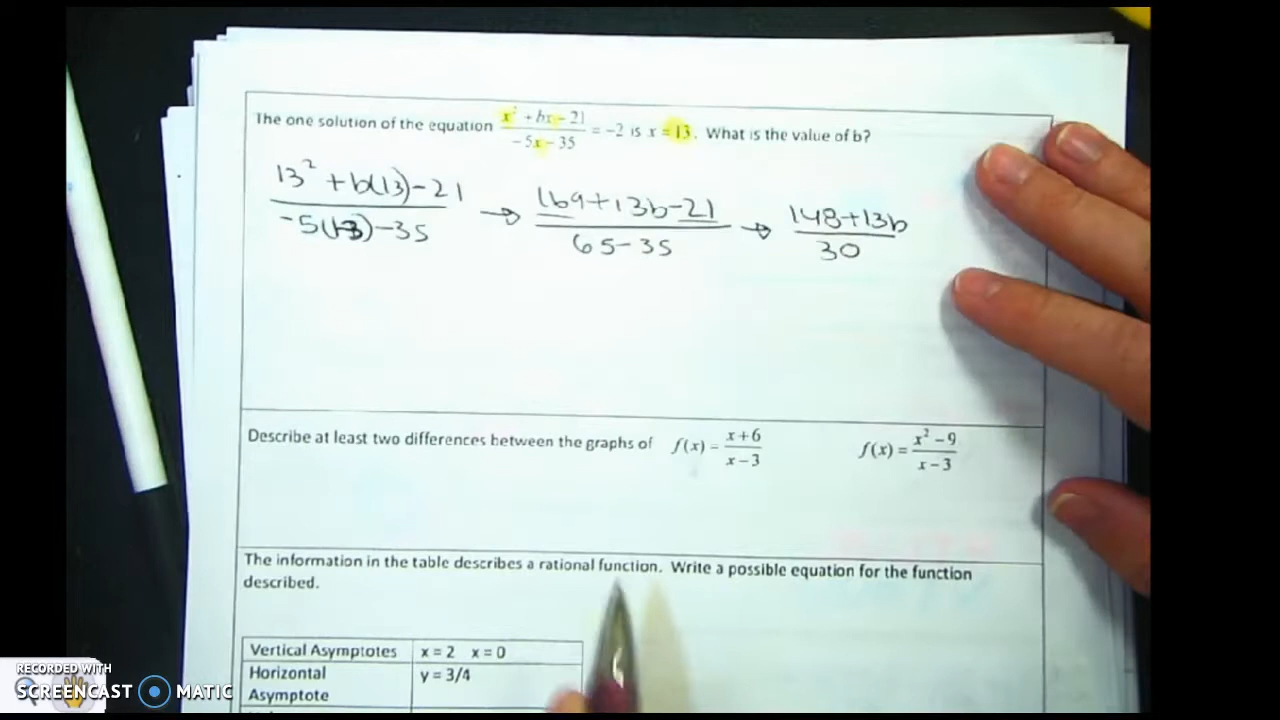 The one solution of the equation (x² + bx - 21)/(-5x - 35) = -2 is x = 13. What is the value of b?
(13² + b(13) - 21)/(-5(13) - 35) → (169 + 13b - 21)/(65 - 35) → (148 + 13b)/30
Describe at least two differences between the graphs of f(x) = (x + 6)/(x - 3) f(x) = (x² - 9)/(x - 3)
The information in the table describes a rational function. Write a possible equation for the function
described.
Vertical Asymptotes x = 2 x = 0
Horizontal y = 3/4
Asymptote
RECORDED WITH
SCREENCAST MATIC